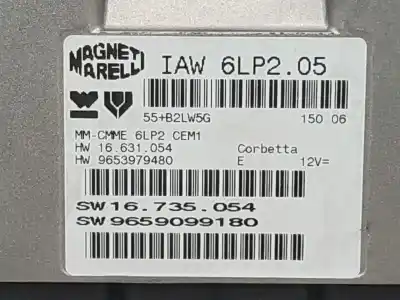 MAGNETI MARELLI
IAW 6LP2.05
55+B2LW5G 150 06
MM-CMME 6LP2 CEM1
HW 16.631.054 Corbetta
HW 9653979480 E 12V=
SW16.735.054
SW9659099180